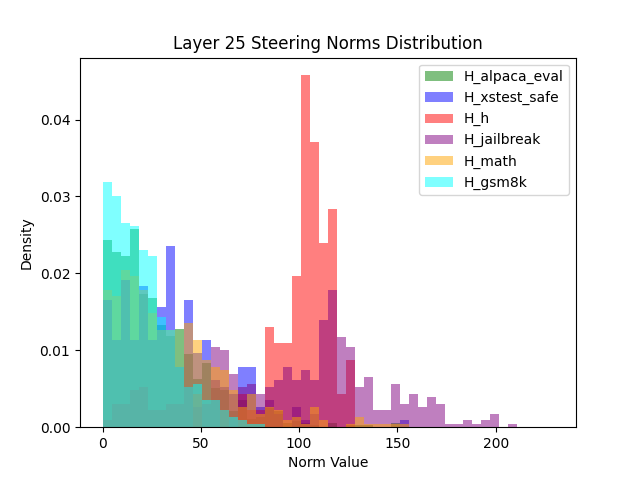 Layer 25 Steering Norms Distribution
H_alpaca_eval
H_xstest_safe
H_h
H_jailbreak
H_math
H_gsm8k
0.04
0.03
0.02
0.01
0.00
Density
0
50
100
150
200
Norm Value